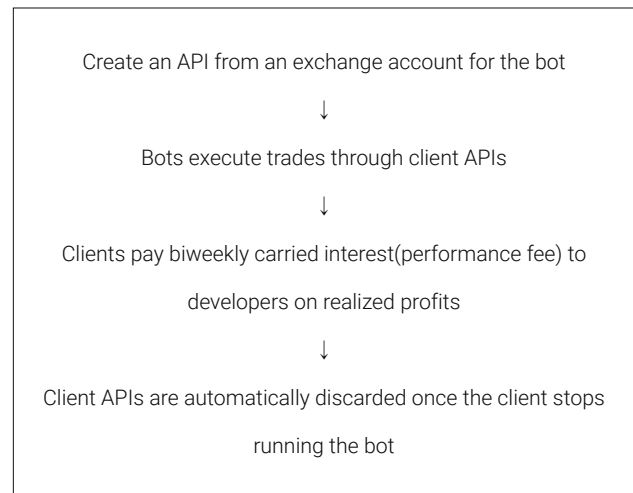 Create an API from an exchange account for the bot
↓
Bots execute trades through client APIs
↓
Clients pay biweekly carried interest(performance fee) to
developers on realized profits
↓
Client APIs are automatically discarded once the client stops
running the bot